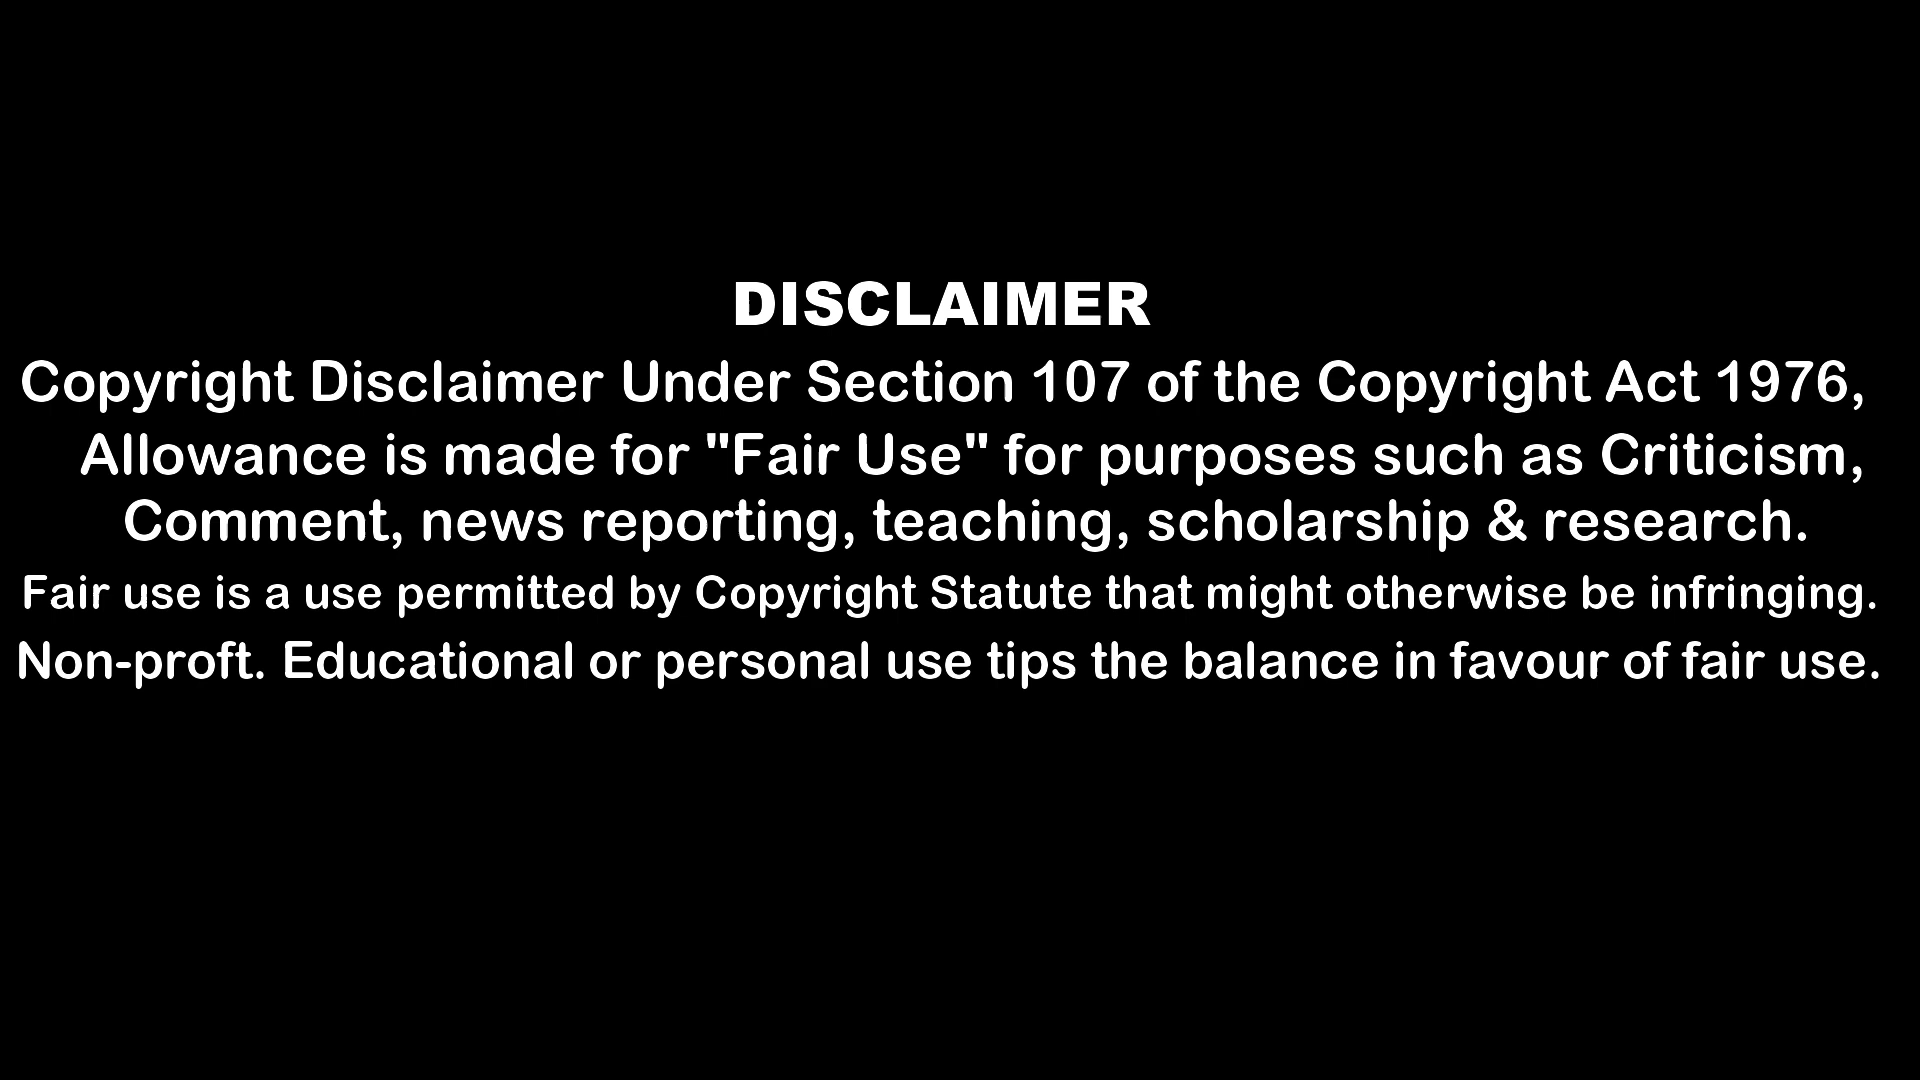 DISCLAIMER
Copyright Disclaimer Under Section 107 of the Copyright Act 1976,
Allowance is made for "Fair Use" for purposes such as Criticism,
Comment, news reporting, teaching, scholarship & research.
Fair use is a use permitted by Copyright Statute that might otherwise be infringing.
Non-proft. Educational or personal use tips the balance in favour of fair use.